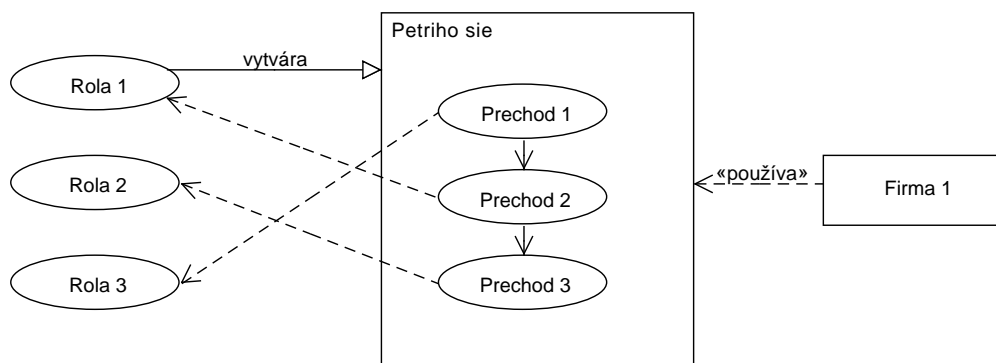 Petriho sie
vytvára
Rola 1
Prechod 1
Rola 2
«používa»
Prechod 2
Firma 1
Rola 3
Prechod 3